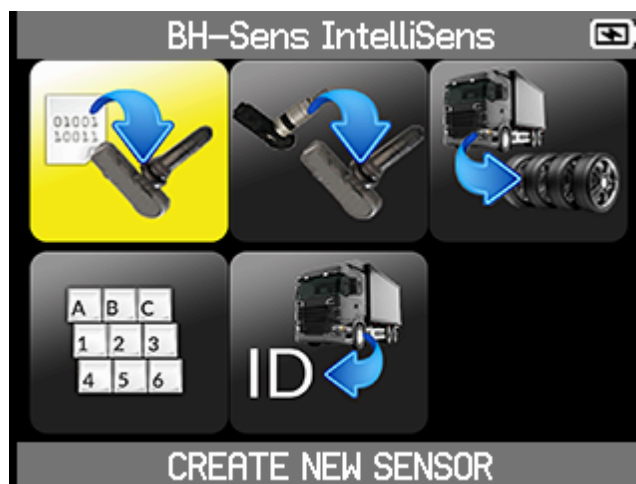 BH-Sens IntelliSens
01001
10011
A B C
1 2 3
4 5 6
ID
CREATE NEW SENSOR